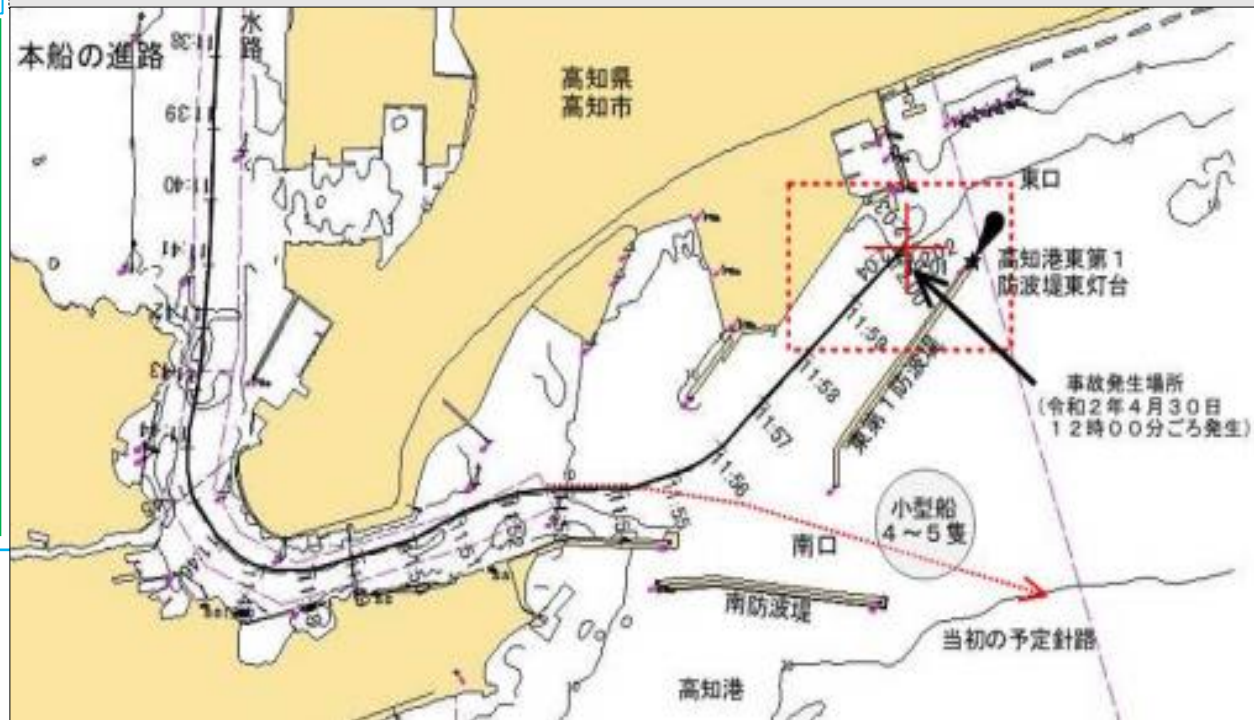 本船の進路
水路
11:38
11:39
11:40
11:41
11:42
11:43
11:44
高知県
高知市
東口
高知港東第1
防波堤東灯台
11:59
11:58
11:57
11:56
11:55
東第1防波堤
事故発生場所
(令和2年4月30日
12時00分ごろ発生)
小型船
4~5隻
南口
南防波堤
当初の予定針路
高知港